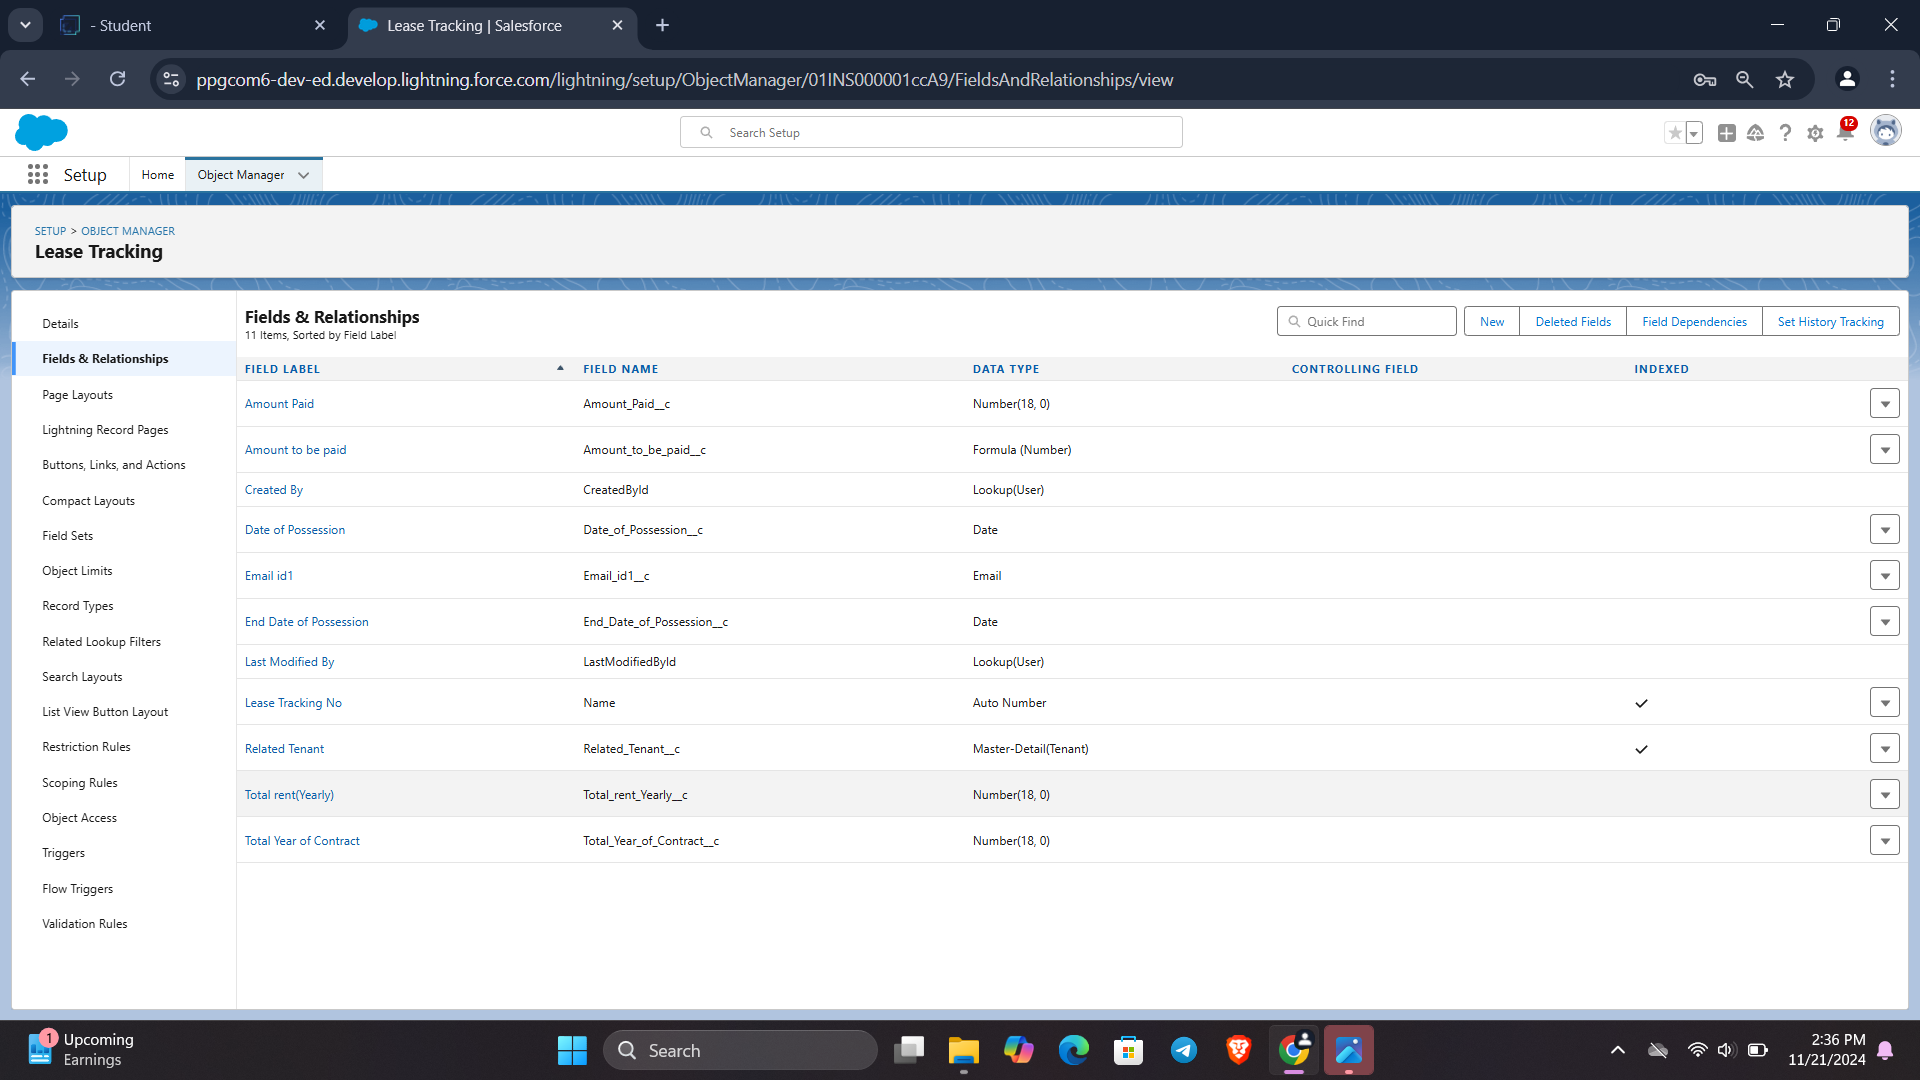 - Student
Lease Tracking | Salesforce
ppgcom6-dev-ed.develop.lightning.force.com/lightning/setup/ObjectManager/01INS000001ccA9/FieldsAndRelationships/view
Search Setup
12
Setup
Home
Object Manager
SETUP > OBJECT MANAGER
Lease Tracking
Details
Fields & Relationships
Page Layouts
Lightning Record Pages
Buttons, Links, and Actions
Compact Layouts
Field Sets
Object Limits
Record Types
Related Lookup Filters
Search Layouts
List View Button Layout
Restriction Rules
Scoping Rules
Object Access
Triggers
Flow Triggers
Validation Rules
Fields & Relationships
11 Items, Sorted by Field Label
Quick Find
New
Deleted Fields
Field Dependencies
Set History Tracking
FIELD LABEL FIELD NAME DATA TYPE CONTROLLING FIELD INDEXED
Amount Paid Amount_Paid__c Number(18, 0)
Amount to be paid Amount_to_be_paid__c Formula (Number)
Created By CreatedById Lookup(User)
Date of Possession Date_of_Possession__c Date
Email id1 Email_id1__c Email
End Date of Possession End_Date_of_Possession__c Date
Last Modified By LastModifiedById Lookup(User)
Lease Tracking No Name Auto Number
Related Tenant Related_Tenant__c Master-Detail(Tenant)
Total rent(Yearly) Total_rent_Yearly__c Number(18, 0)
Total Year of Contract Total_Year_of_Contract__c Number(18, 0)
1
Upcoming
Earnings
Search
2:36 PM
11/21/2024